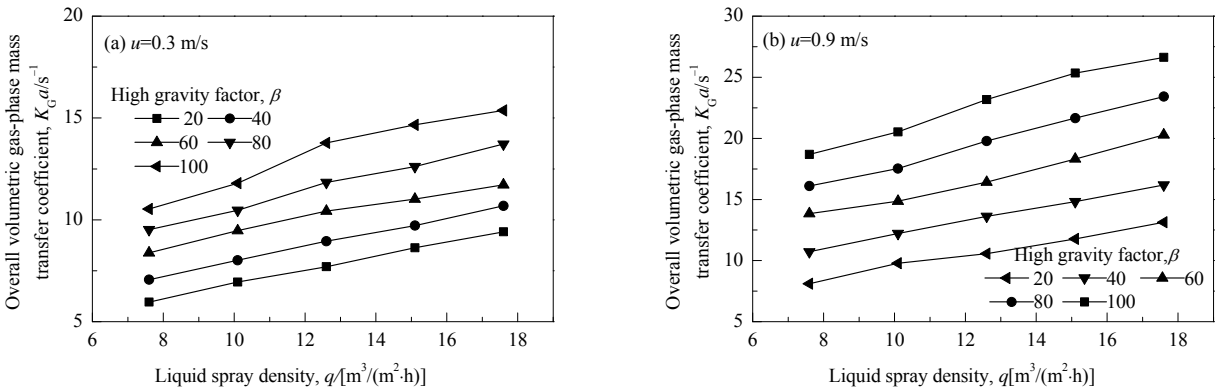 (a) u=0.3 m/s
High gravity factor, β
20 40
60 80
100
20
15
10
5
6 8 10 12 14 16 18
Overall volumetric gas-phase mass
transfer coefficient, KGa/s⁻¹
Liquid spray density, q/[m³/(m²·h)]
(b) u=0.9 m/s
High gravity factor,β
20 40 60
80 100
30
25
20
15
10
5
6 8 10 12 14 16 18
Overall volumetric gas-phase mass
transfer coefficient, KGa/s⁻¹
Liquid spray density, q[m³/(m²·h)]